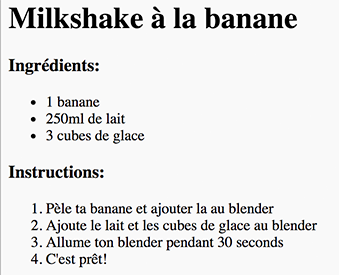 Milkshake à la banane
Ingrédients:
• 1 banane
• 250ml de lait
• 3 cubes de glace
Instructions:
1. Pèle ta banane et ajouter la au blender
2. Ajoute le lait et les cubes de glace au blender
3. Allume ton blender pendant 30 seconds
4. C'est prêt!